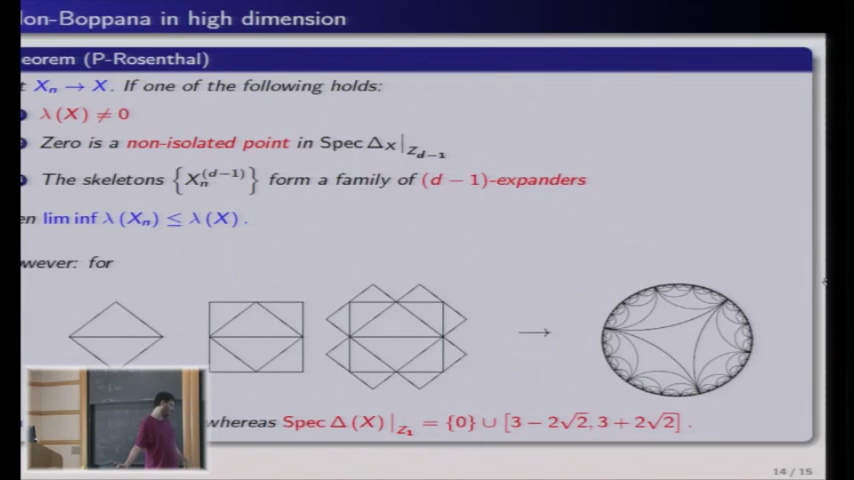 lon-Boppana in high dimension
eorem (P-Rosenthal)
t Xₙ → X. If one of the following holds:
λ(X) ≠ 0
Zero is a non-isolated point in Spec Δ_X|_{Z_{d−1}}
The skeletons {Xₙ^{(d−1)}} form a family of (d − 1)-expanders
en lim inf λ(Xₙ) ≤ λ(X).
wever: for
→
whereas Spec Δ(X)|_{Z₁} = {0} ∪ [3 − 2√2, 3 + 2√2].
14 / 15